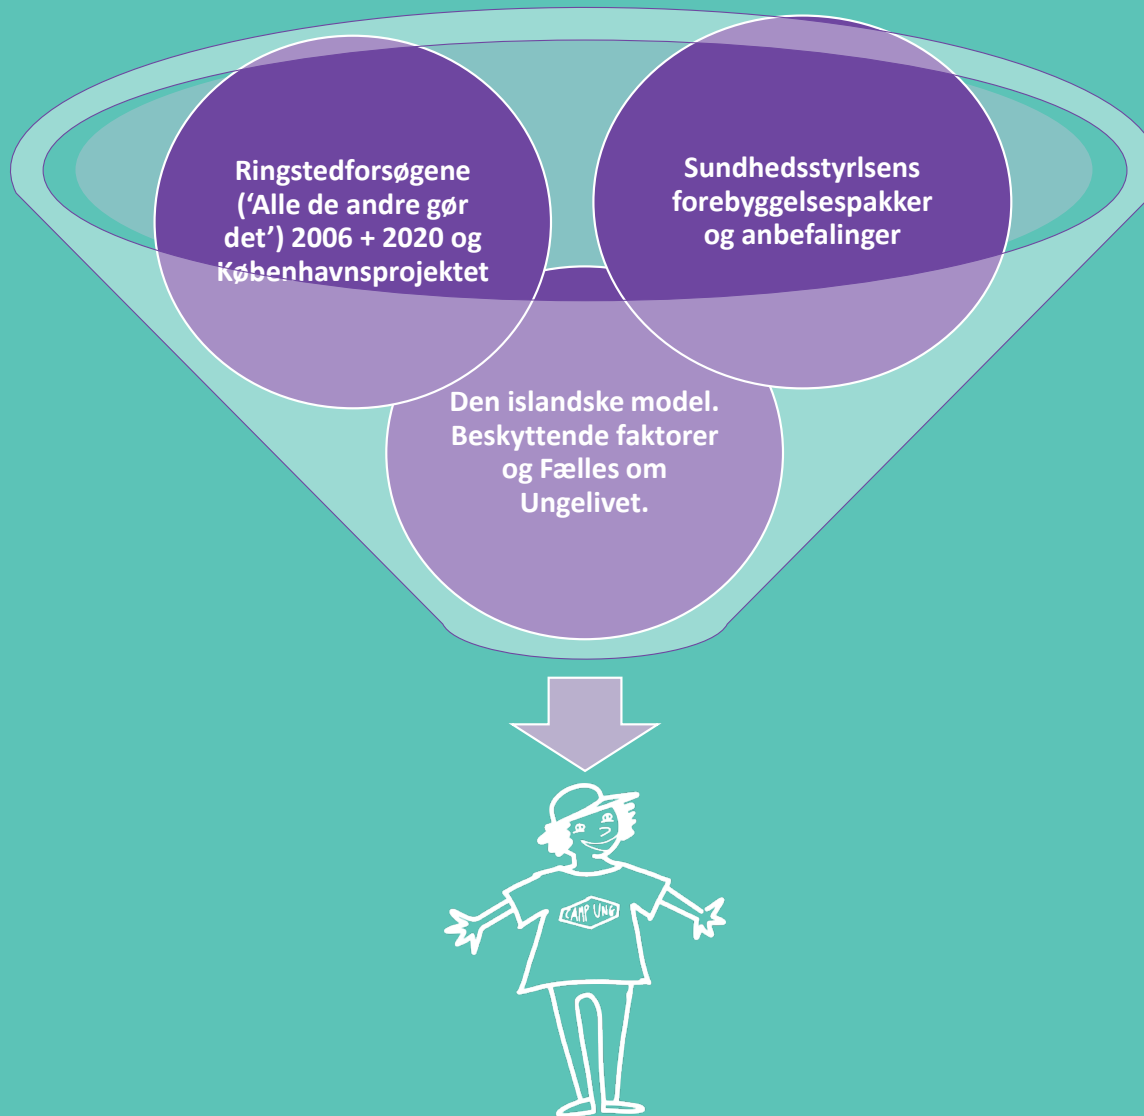 Ringstedforsøgene
(‘Alle de andre gør
det’) 2006 + 2020 og
Københavnsprojektet
Sundhedsstyrlsens
forebyggelsespakker
og anbefalinger
Den islandske model.
Beskyttende faktorer
og Fælles om
Ungelivet.
CAMP UNG